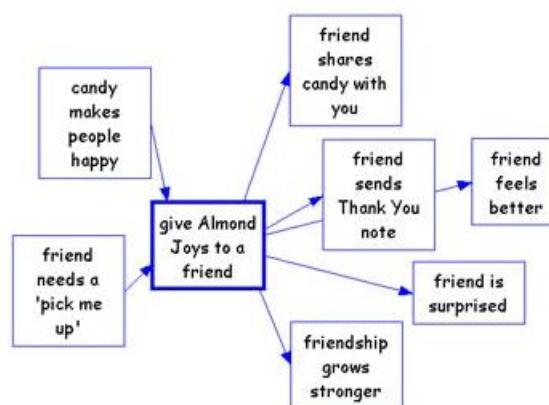 candy
makes
people
happy
friend
needs a
'pick me
up'
give Almond
Joys to a
friend
friend
shares
candy with
you
friend
sends
Thank You
note
friend
feels
better
friend is
surprised
friendship
grows
stronger